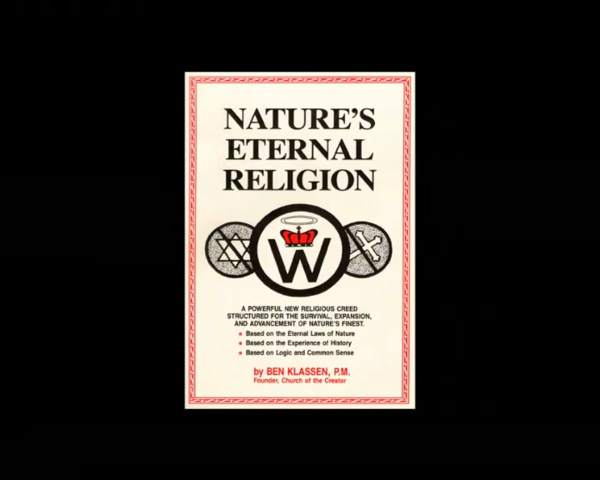 NATURE'S
ETERNAL
RELIGION
W
A POWERFUL NEW RELIGIOUS CREED
STRUCTURED FOR THE SURVIVAL, EXPANSION,
AND ADVANCEMENT OF NATURE'S FINEST.
★ Based on the Eternal Laws of Nature
★ Based on the Experience of History
★ Based on Logic and Common Sense
by BEN KLASSEN, P.M.
Founder, Church of the Creator